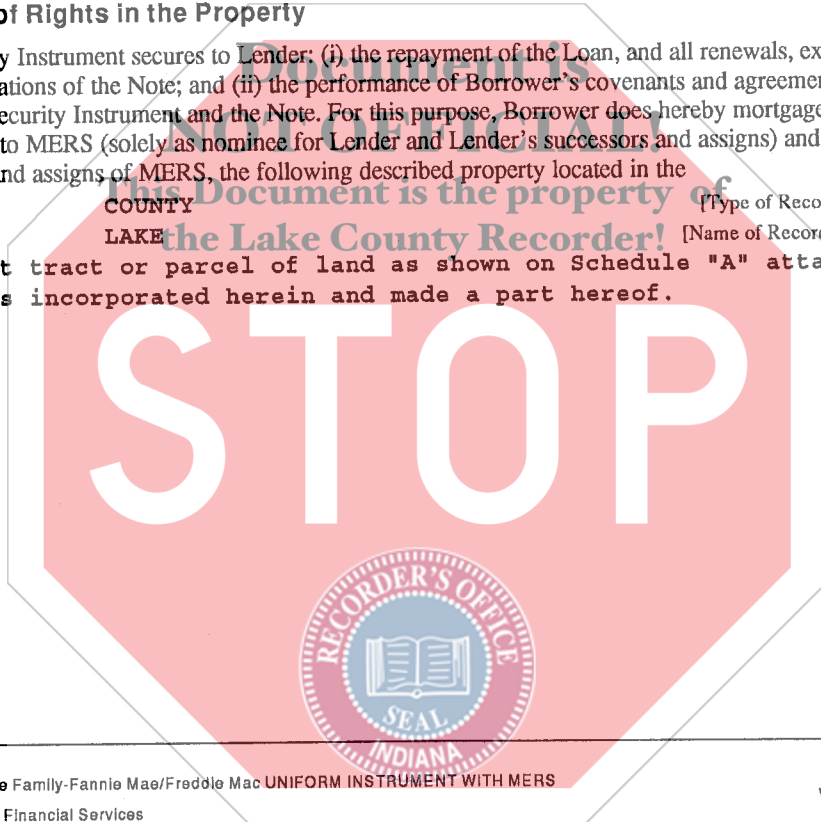 of Rights in the Property
y Instrument secures to Lender: (i) the repayment of the Loan, and all renewals, ex
ations of the Note; and (ii) the performance of Borrower's covenants and agreeme
ecurity Instrument and the Note. For this purpose, Borrower does hereby mortgage
to MERS (solely as nominee for Lender and Lender's successors and assigns) and
nd assigns of MERS, the following described property located in the
COUNTY [Type of Reco
LAKE [Name of Record
t tract or parcel of land as shown on Schedule "A" atta
s incorporated herein and made a part hereof.
Document is
NOT OFFICIAL!
This Document is the property of
the Lake County Recorder!
STOP
RECORDER'S OFFICE
SEAL
INDIANA
e Family-Fannie Mae/Freddie Mac UNIFORM INSTRUMENT WITH MERS
Financial Services